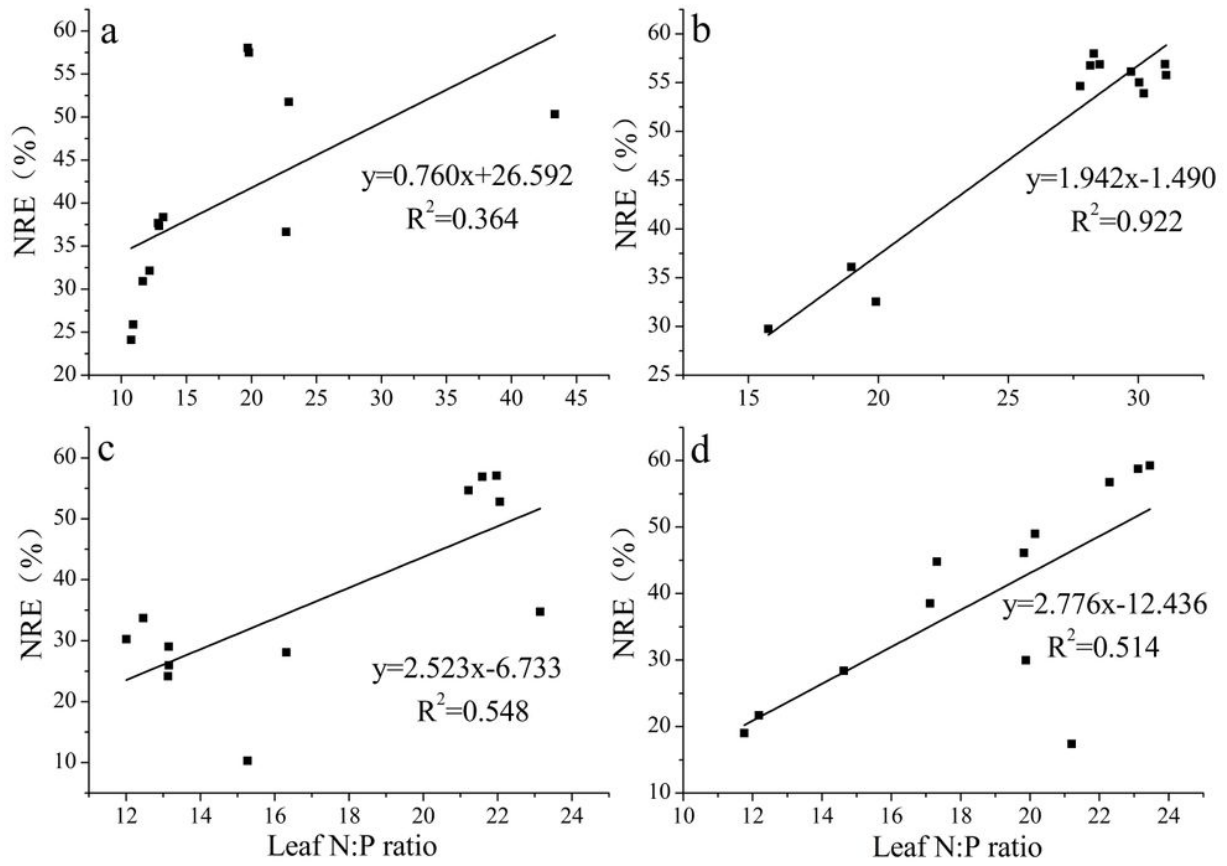 a
NRE (%)
60
55
50
45
40
35
30
25
20
10 15 20 25 30 35 40 45
y=0.760x+26.592
R²=0.364
b
NRE (%)
60
55
50
45
40
35
30
25
15 20 25 30
y=1.942x-1.490
R²=0.922
c
NRE (%)
60
50
40
30
20
10
12 14 16 18 20 22 24
Leaf N:P ratio
y=2.523x-6.733
R²=0.548
d
NRE (%)
60
50
40
30
20
10
10 12 14 16 18 20 22 24
Leaf N:P ratio
y=2.776x-12.436
R²=0.514